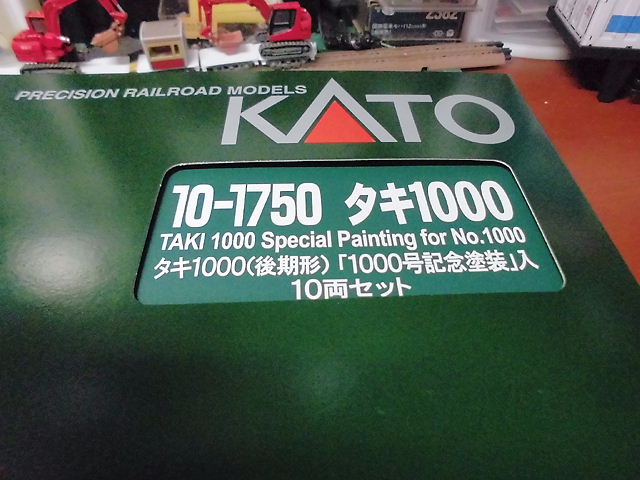 2382
PRECISION RAILROAD MODELS
KATO
10-1750 タキ1000
TAKI 1000 Special Painting for No.1000
タキ1000(後期形)「1000号記念塗装」入
10両セット